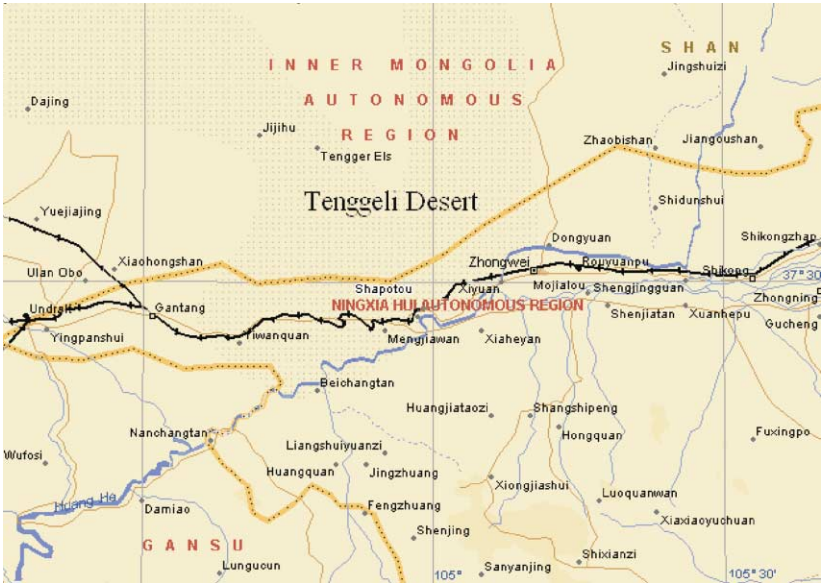 INNER MONGOLIA
SHAN
Jingshuizi
Dajing
AUTONOMOUS
Jijihu
REGION
Zhaobishan
Jiangoushan
Tengger Els
Tenggeli Desert
Shidunshui
Yuejiajing
Dongyuan
Shikongzhap
Xiaohongshan
Zhongwei
Rouyuanpu
Ulan Obo
Shikong
37°30'
Shapotou
Xiyuan
Mojialou
Shengjingguan
Gantang
NINGXIA HUI AUTONOMOUS REGION
Zhongning
Shenjiatan
Xuanhepu
Gucheng
Yingpanshui
Yiwanquan
Mengjiawan
Xiaheyan
Beichangtan
Huangjiataozi
Shangshipeng
Nanchangtan
Hongquan
Fuxingpo
Liangshuiyuanzi
Wufosi
Huangquan
Jingzhuang
Xiongjiashui
Luoquanwan
Huang He
Damiao
Fengzhuang
Xiaxiaoyuchuan
Shenjing
GANSU
Shixianzi
Lungucun
105°
Sanyanjing
105°30'